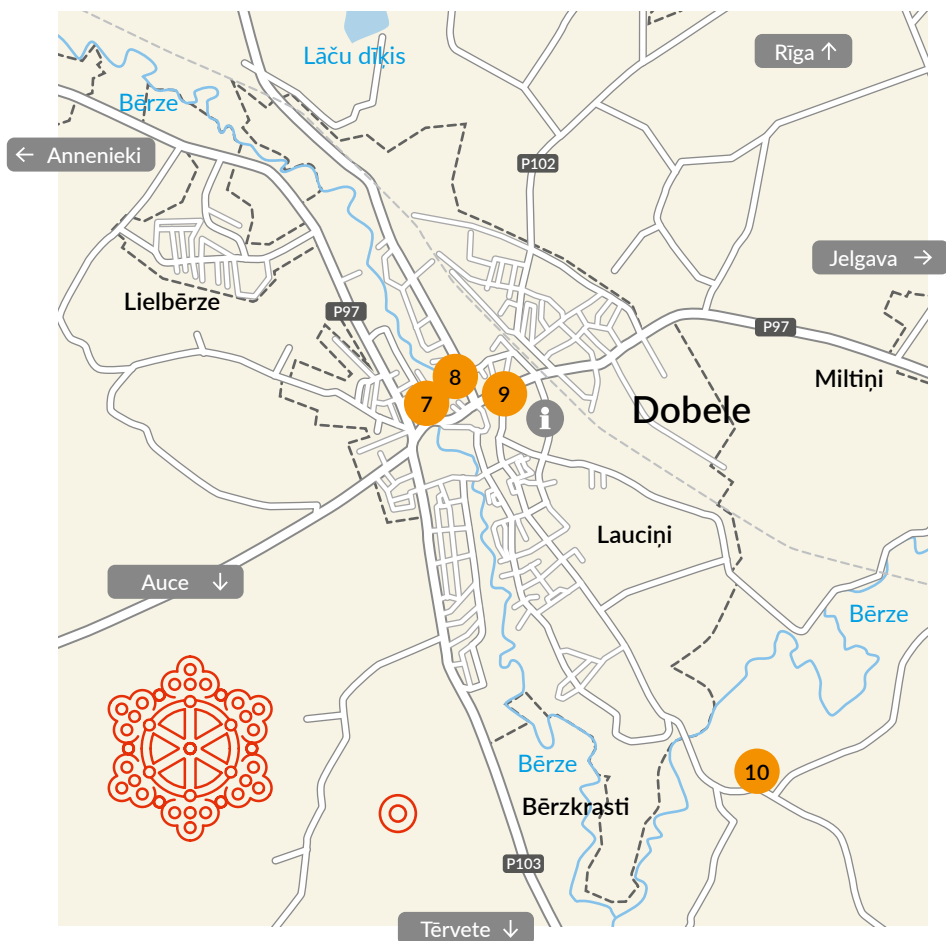 Rīga ↑
Lāču dīķis
Bērze
← Annenieki
P102
Jelgava →
Lielbērze
P97
P97
Miltiņi
8
9
7
Dobele
i
Lauciņi
Auce ↓
Bērze
Bērze
10
Bērzkrasti
P103
Tērvete ↓